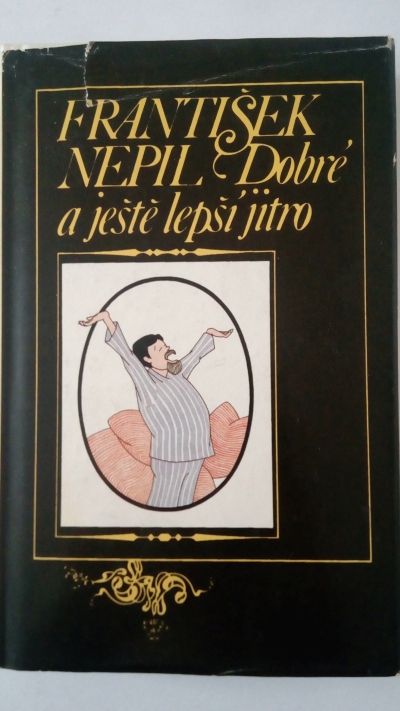 FRANTIŠEK
NEPIL Dobré
a ještě lepší jitro